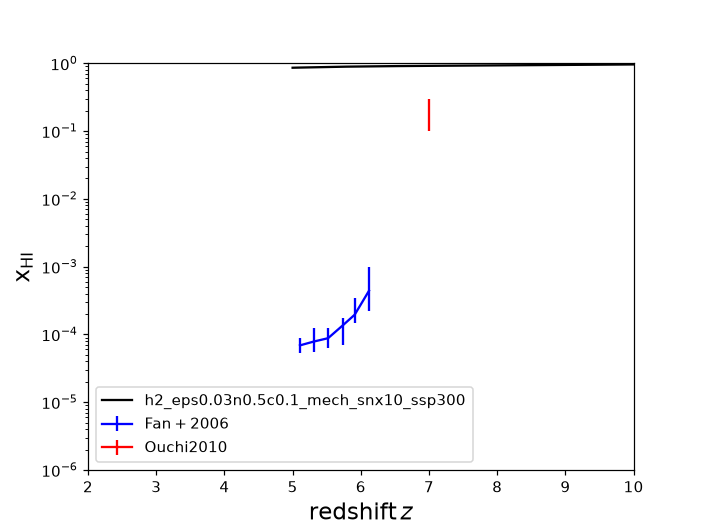 10⁰
10⁻¹
10⁻²
10⁻³
10⁻⁴
10⁻⁵
10⁻⁶
x_HI
h2_eps0.03n0.5c0.1_mech_snx10_ssp300
Fan + 2006
Ouchi2010
2 3 4 5 6 7 8 9 10
redshift z